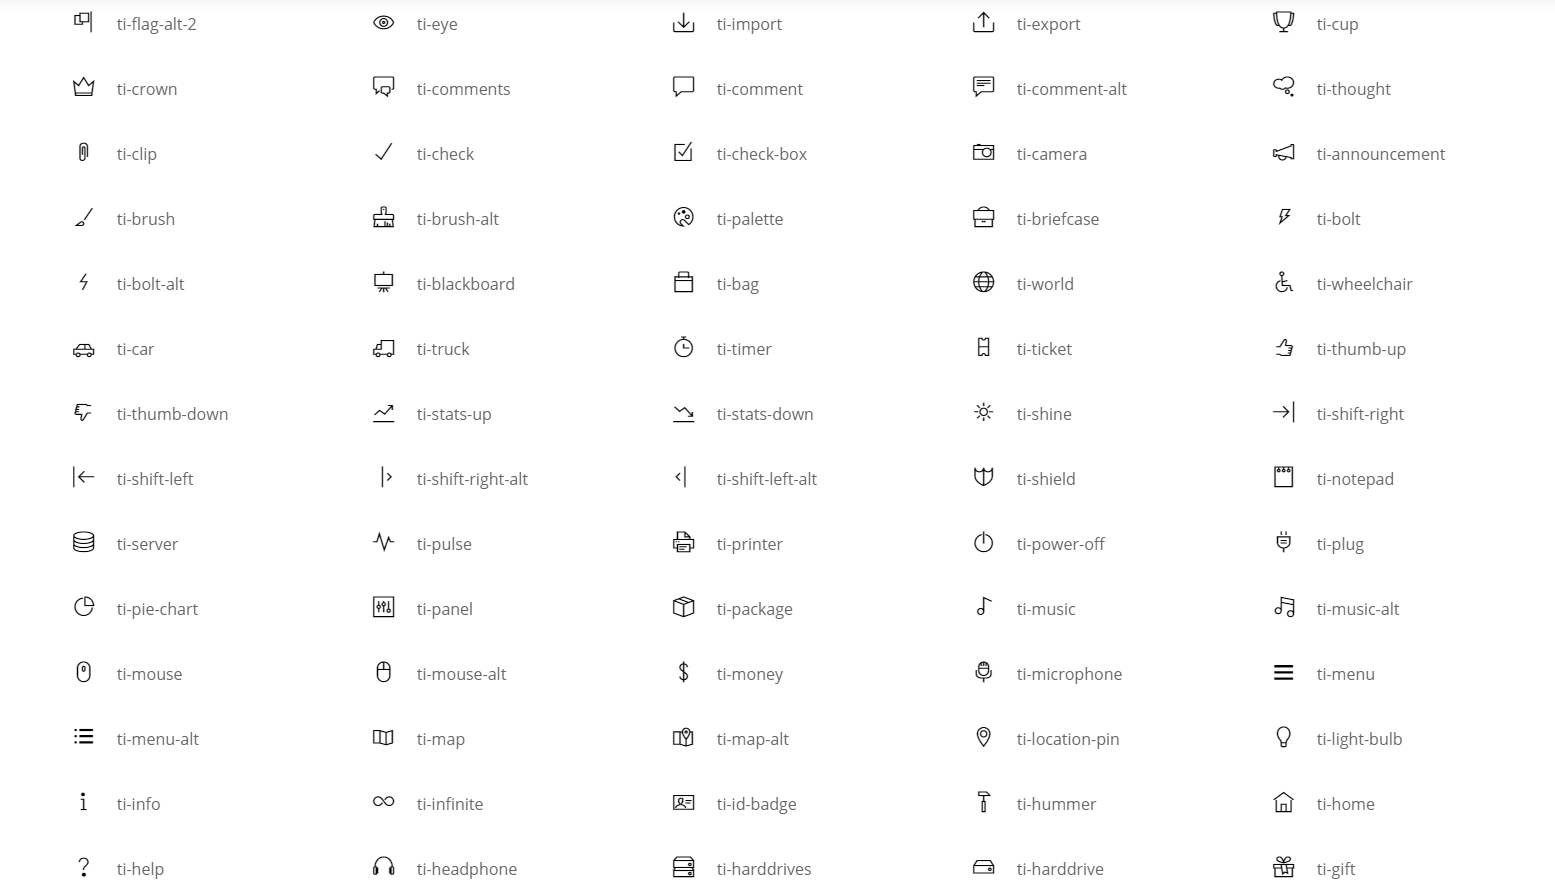 ti-flag-alt-2 ti-eye ti-import ti-export ti-cup
ti-crown ti-comments ti-comment ti-comment-alt ti-thought
ti-clip ti-check ti-check-box ti-camera ti-announcement
ti-brush ti-brush-alt ti-palette ti-briefcase ti-bolt
ti-bolt-alt ti-blackboard ti-bag ti-world ti-wheelchair
ti-car ti-truck ti-timer ti-ticket ti-thumb-up
ti-thumb-down ti-stats-up ti-stats-down ti-shine ti-shift-right
ti-shift-left ti-shift-right-alt ti-shift-left-alt ti-shield ti-notepad
ti-server ti-pulse ti-printer ti-power-off ti-plug
ti-pie-chart ti-panel ti-package ti-music ti-music-alt
ti-mouse ti-mouse-alt ti-money ti-microphone ti-menu
ti-menu-alt ti-map ti-map-alt ti-location-pin ti-light-bulb
ti-info ti-infinite ti-id-badge ti-hummer ti-home
ti-help ti-headphone ti-harddrives ti-harddrive ti-gift